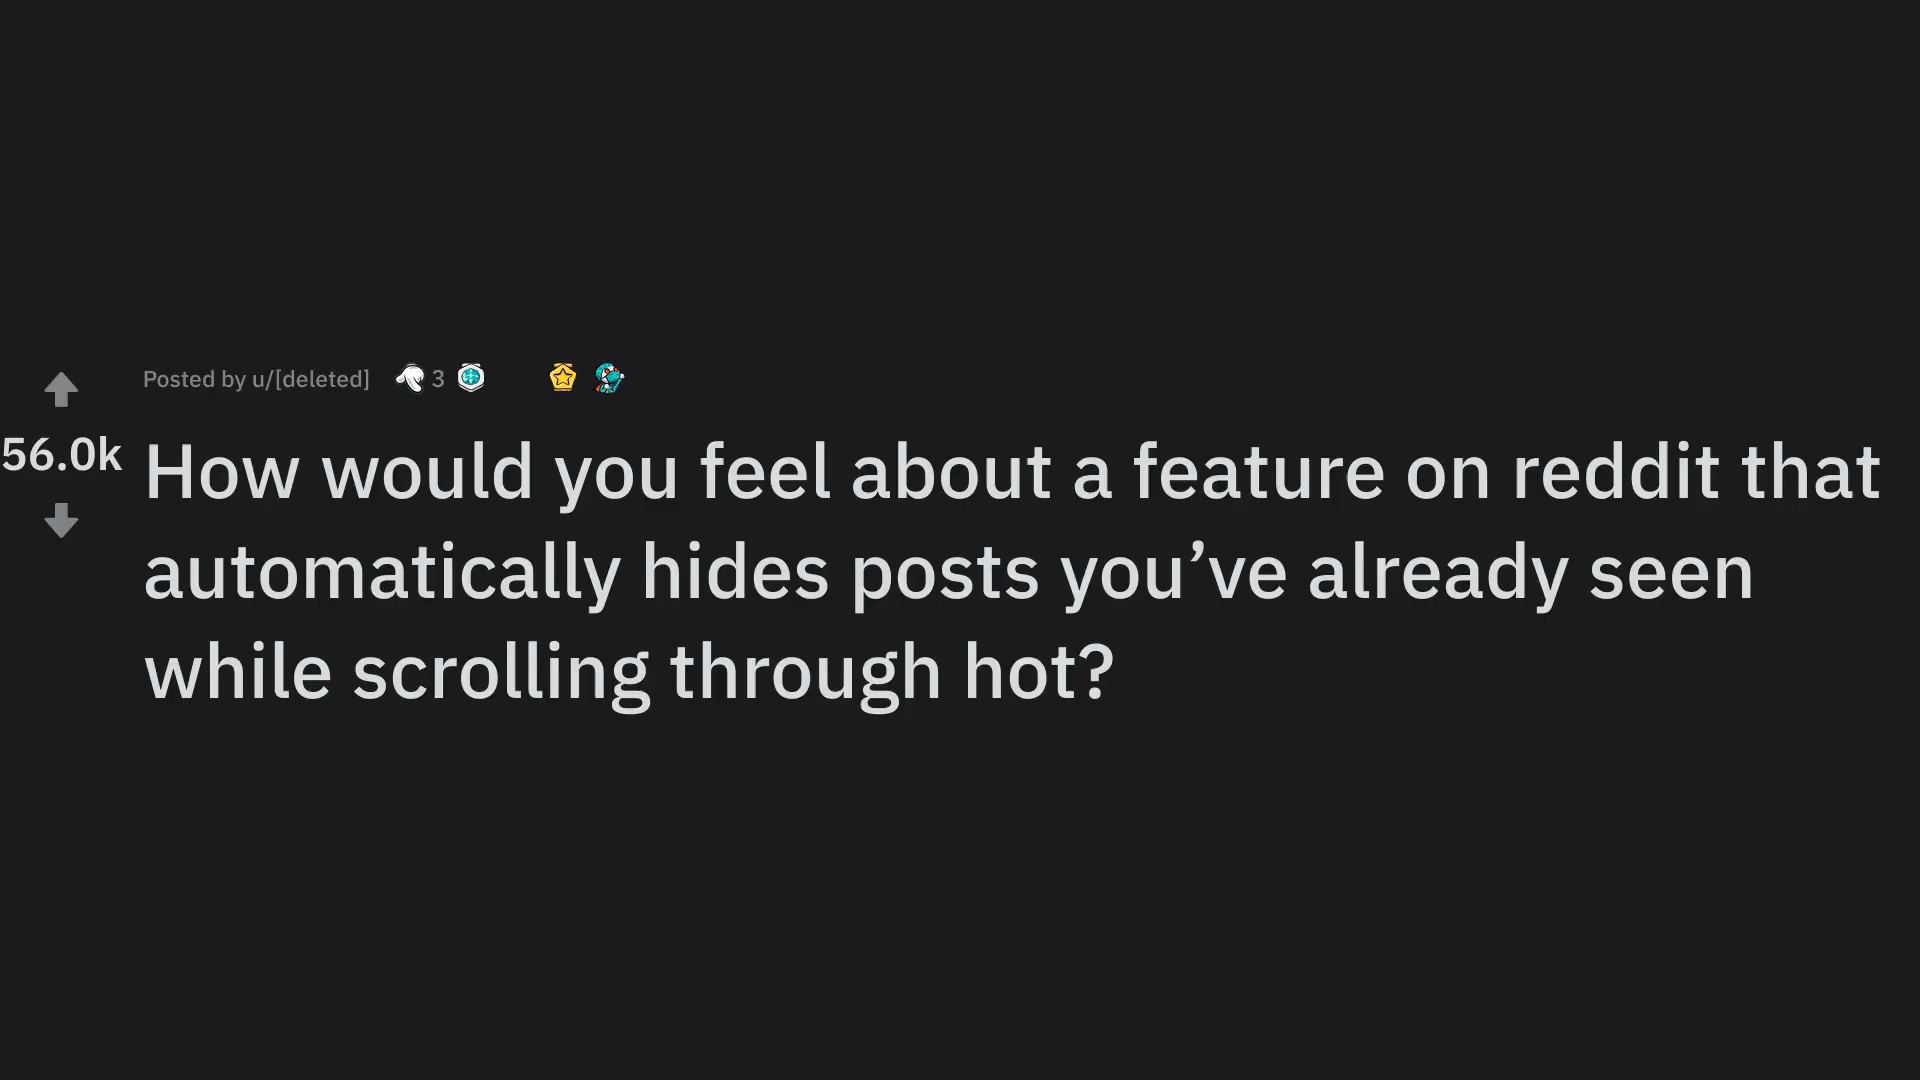 Posted by u/[deleted] 3
56.0k
How would you feel about a feature on reddit that
automatically hides posts you’ve already seen
while scrolling through hot?